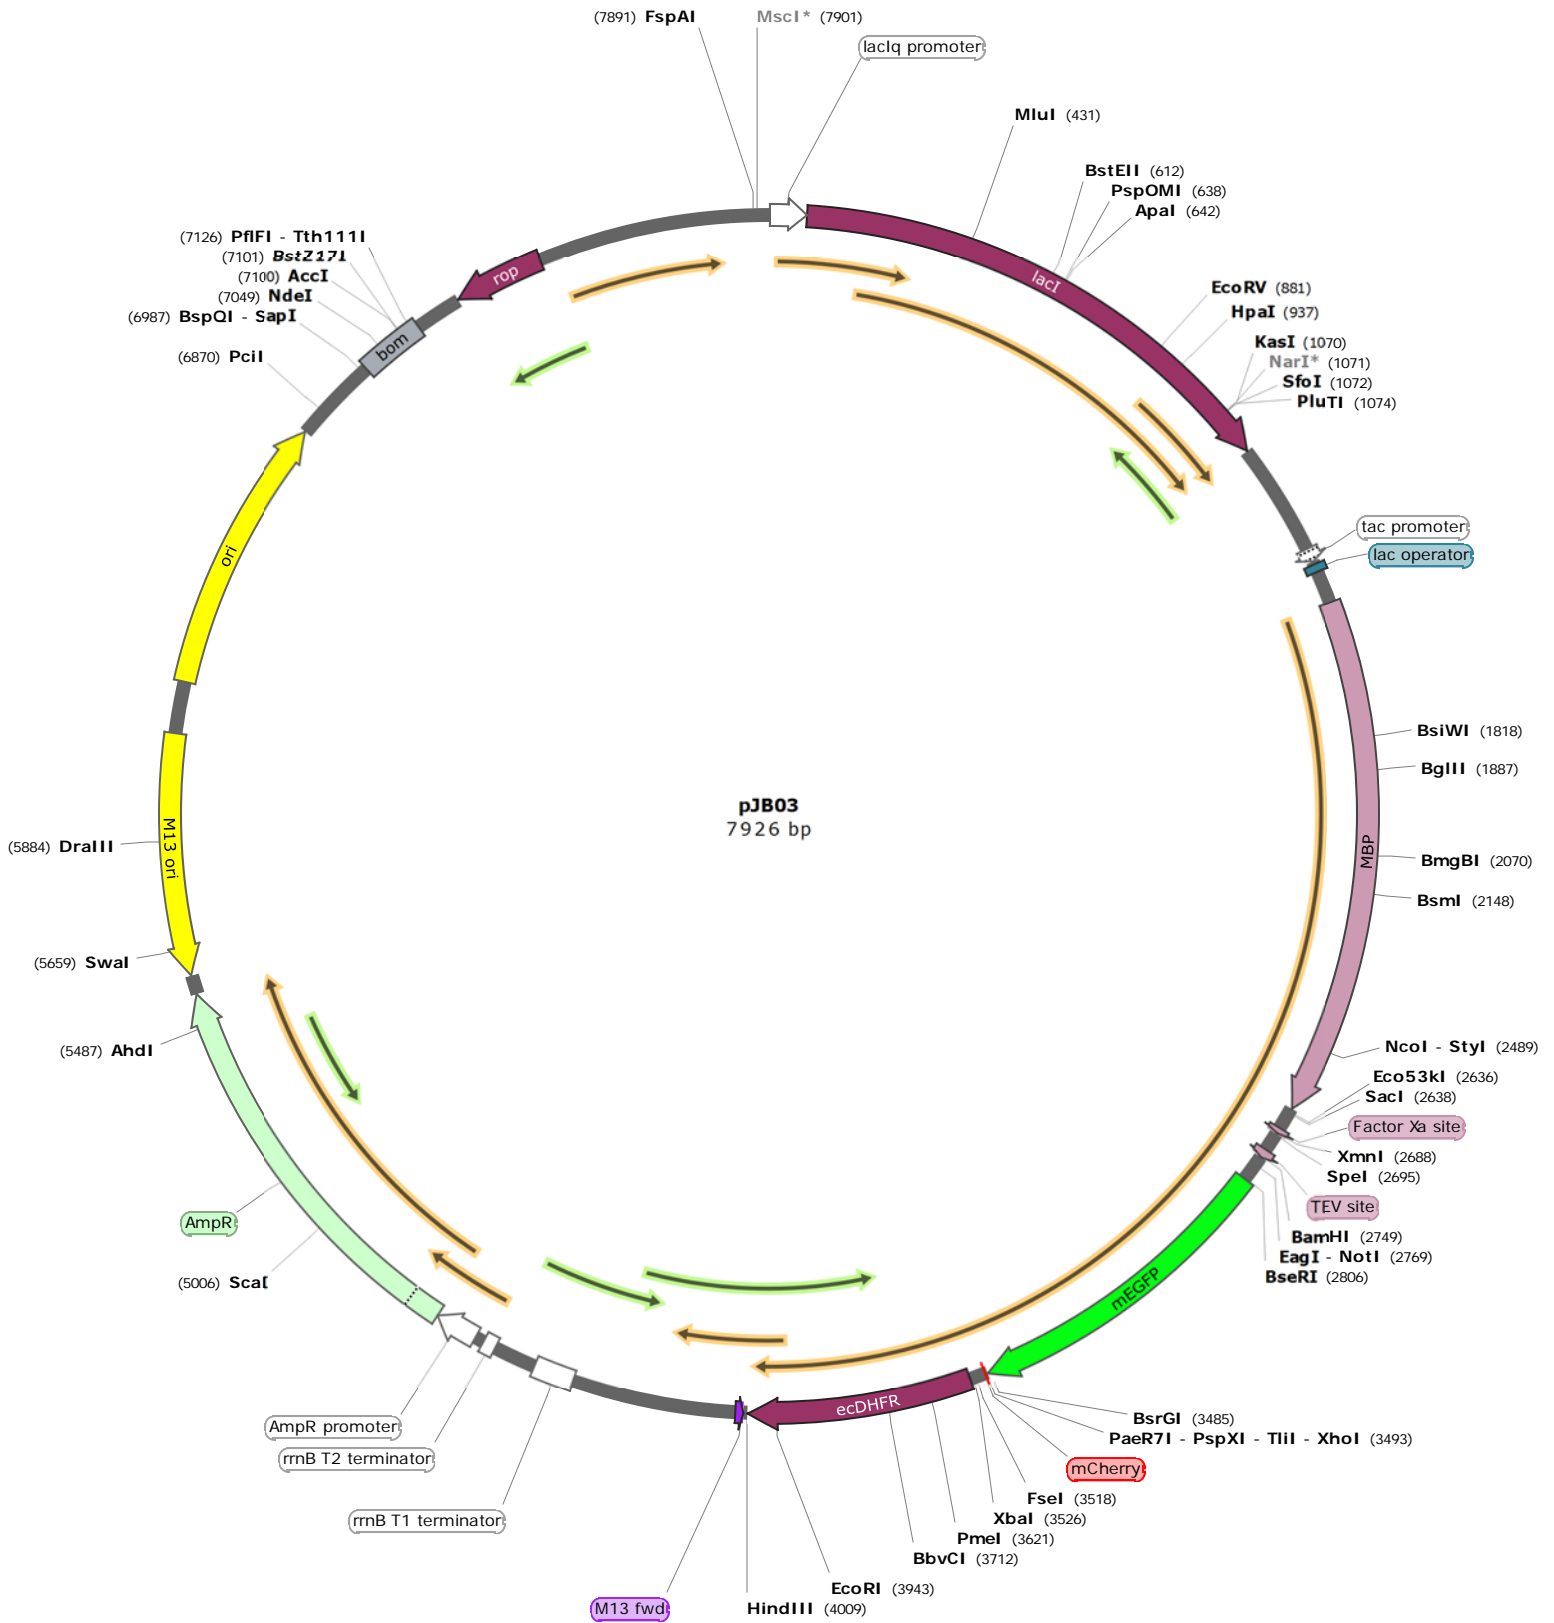 (7891) FspAI
MscI* (7901)
lacIq promoter
MluI (431)
BstEII (612)
PspOMI (638)
ApaI (642)
lacI
EcoRV (881)
HpaI (937)
KasI (1070)
NarI* (1071)
SfoI (1072)
PluTI (1074)
tac promoter
lac operator
BsiWI (1818)
BglII (1887)
MBP
BmgBI (2070)
BsmI (2148)
NcoI - StyI (2489)
Eco53kI (2636)
SacI (2638)
Factor Xa site
XmnI (2688)
SpeI (2695)
TEV site
BamHI (2749)
EagI - NotI (2769)
BseRI (2806)
mEGFP
BsrGI (3485)
PaeR7I - PspXI - TliI - XhoI (3493)
mCherry
FseI (3518)
XbaI (3526)
PmeI (3621)
BbvCI (3712)
ecDHFR
EcoRI (3943)
HindIII (4009)
M13 fwd
rrnB T1 terminator
rrnB T2 terminator
AmpR promoter
(5006) ScaI
AmpR
(5487) AhdI
(5659) SwaI
(5884) DraIII
M13 ori
ori
(6870) PciI
(6987) BspQI - SapI
(7049) NdeI
(7100) AccI
(7101) BstZ17I
(7126) PflFI - Tth111I
bom
rop
pJB03
7926 bp